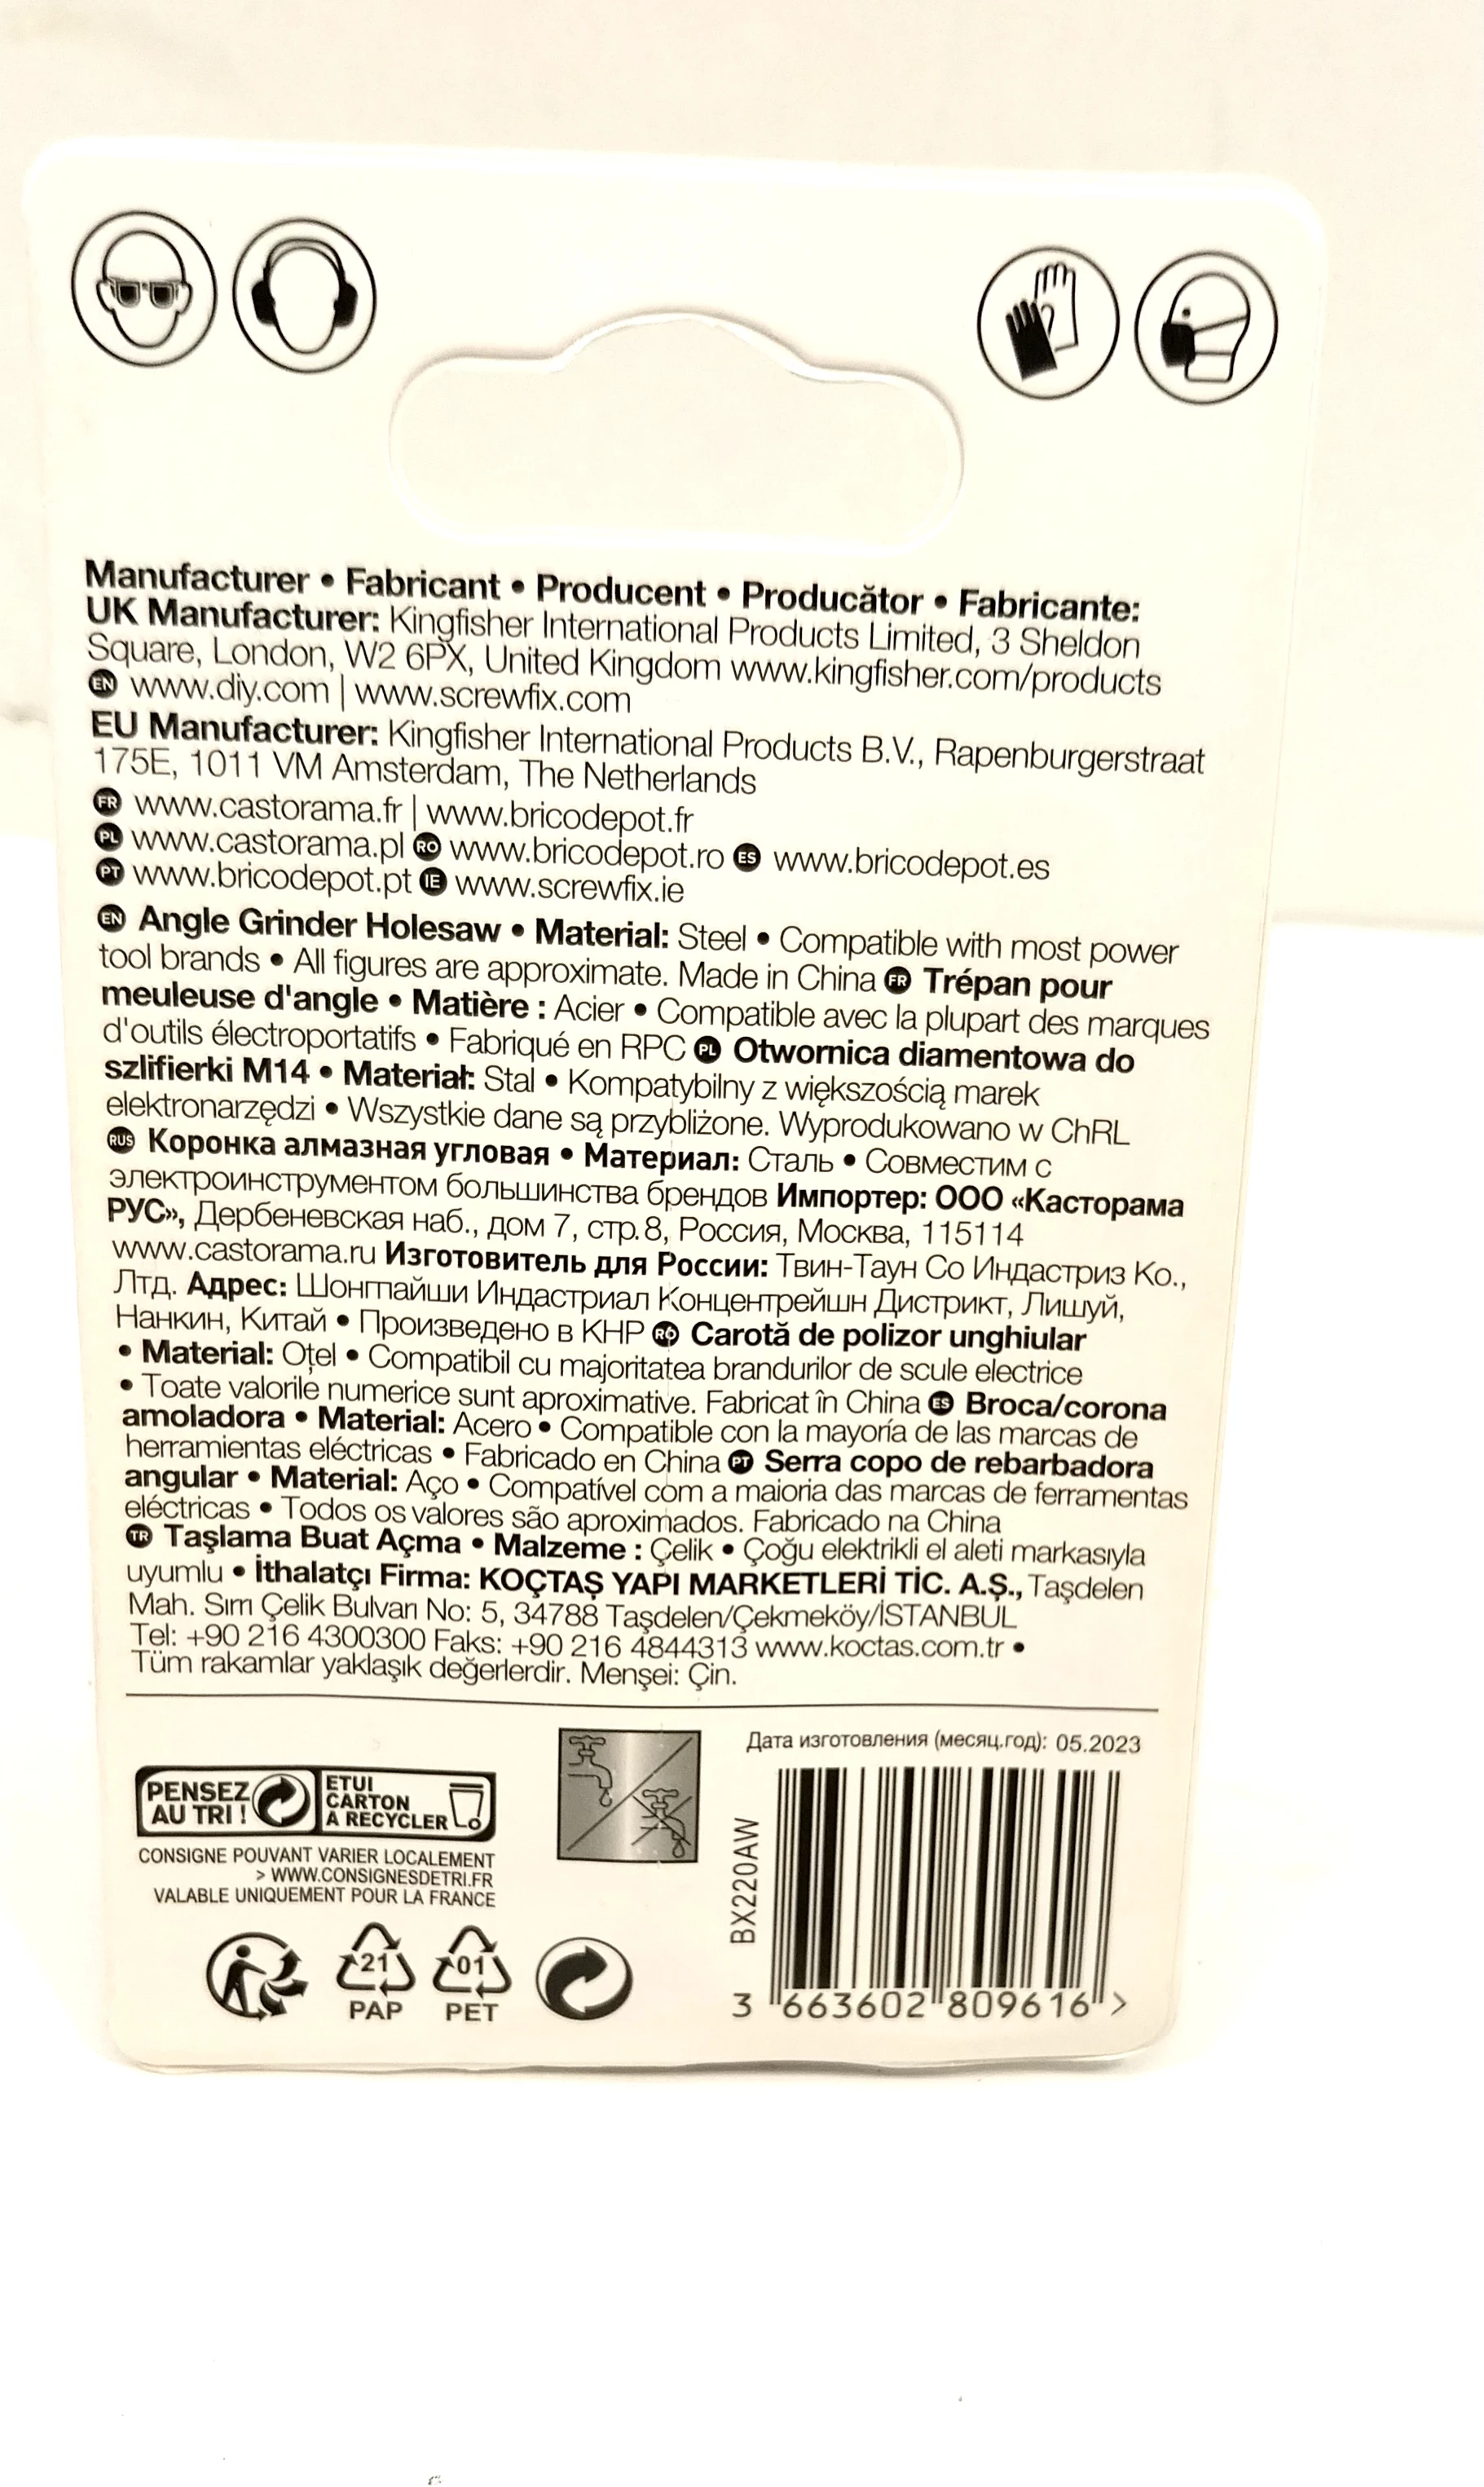 Manufacturer • Fabricant • Producent • Producător • Fabricante:
UK Manufacturer: Kingfisher International Products Limited, 3 Sheldon
Square, London, W2 6PX, United Kingdom www.kingfisher.com/products
EN www.diy.com | www.screwfix.com
EU Manufacturer: Kingfisher International Products B.V., Rapenburgerstraat
175E, 1011 VM Amsterdam, The Netherlands
FR www.castorama.fr | www.bricodepot.fr
PL www.castorama.pl RO www.bricodepot.ro ES www.bricodepot.es
PT www.bricodepot.pt IE www.screwfix.ie
EN Angle Grinder Holesaw • Material: Steel • Compatible with most power
tool brands • All figures are approximate. Made in China FR Trépan pour
meuleuse d'angle • Matière : Acier • Compatible avec la plupart des marques
d'outils électroportatifs • Fabriqué en RPC PL Otwornica diamentowa do
szlifierki M14 • Materiał: Stal • Kompatybilny z większością marek
elektronarzędzi • Wszystkie dane są przybliżone. Wyprodukowano w ChRL
RUS Коронка алмазная угловая • Материал: Сталь • Совместим с
электроинструментом большинства брендов Импортер: ООО «Касторама
РУС», Дербеневская наб., дом 7, стр.8, Россия, Москва, 115114
www.castorama.ru Изготовитель для России: Твин-Таун Со Индастриз Ко.,
Лтд. Адрес: Шонгпайши Индастриал Концентрейшн Дистрикт, Лишуй,
Нанкин, Китай • Произведено в КНР RO Carotă de polizor unghiular
• Material: Oțel • Compatibil cu majoritatea brandurilor de scule electrice
• Toate valorile numerice sunt aproximative. Fabricat în China ES Broca/corona
amoladora • Material: Acero • Compatible con la mayoría de las marcas de
herramientas eléctricas • Fabricado en China PT Serra copo de rebarbadora
angular • Material: Aço • Compatível com a maioria das marcas de ferramentas
eléctricas • Todos os valores são aproximados. Fabricado na China
TR Taşlama Buat Açma • Malzeme : Çelik • Çoğu elektrikli el aleti markasıyla
uyumlu • İthalatçı Firma: KOÇTAŞ YAPI MARKETLERİ TİC. A.Ş., Taşdelen
Mah. Sırrı Çelik Bulvarı No: 5, 34788 Taşdelen/Çekmeköy/İSTANBUL
Tel: +90 216 4300300 Faks: +90 216 4844313 www.koctas.com.tr •
Tüm rakamlar yaklaşık değerlerdir. Menşei: Çin.
Дата изготовления (месяц.год): 05.2023
PENSEZ
AU TRI !
ETUI
CARTON
À RECYCLER
CONSIGNE POUVANT VARIER LOCALEMENT
> WWW.CONSIGNESDETRI.FR
VALABLE UNIQUEMENT POUR LA FRANCE
21
PAP
01
PET
BX220AW
3 663602 809616 >